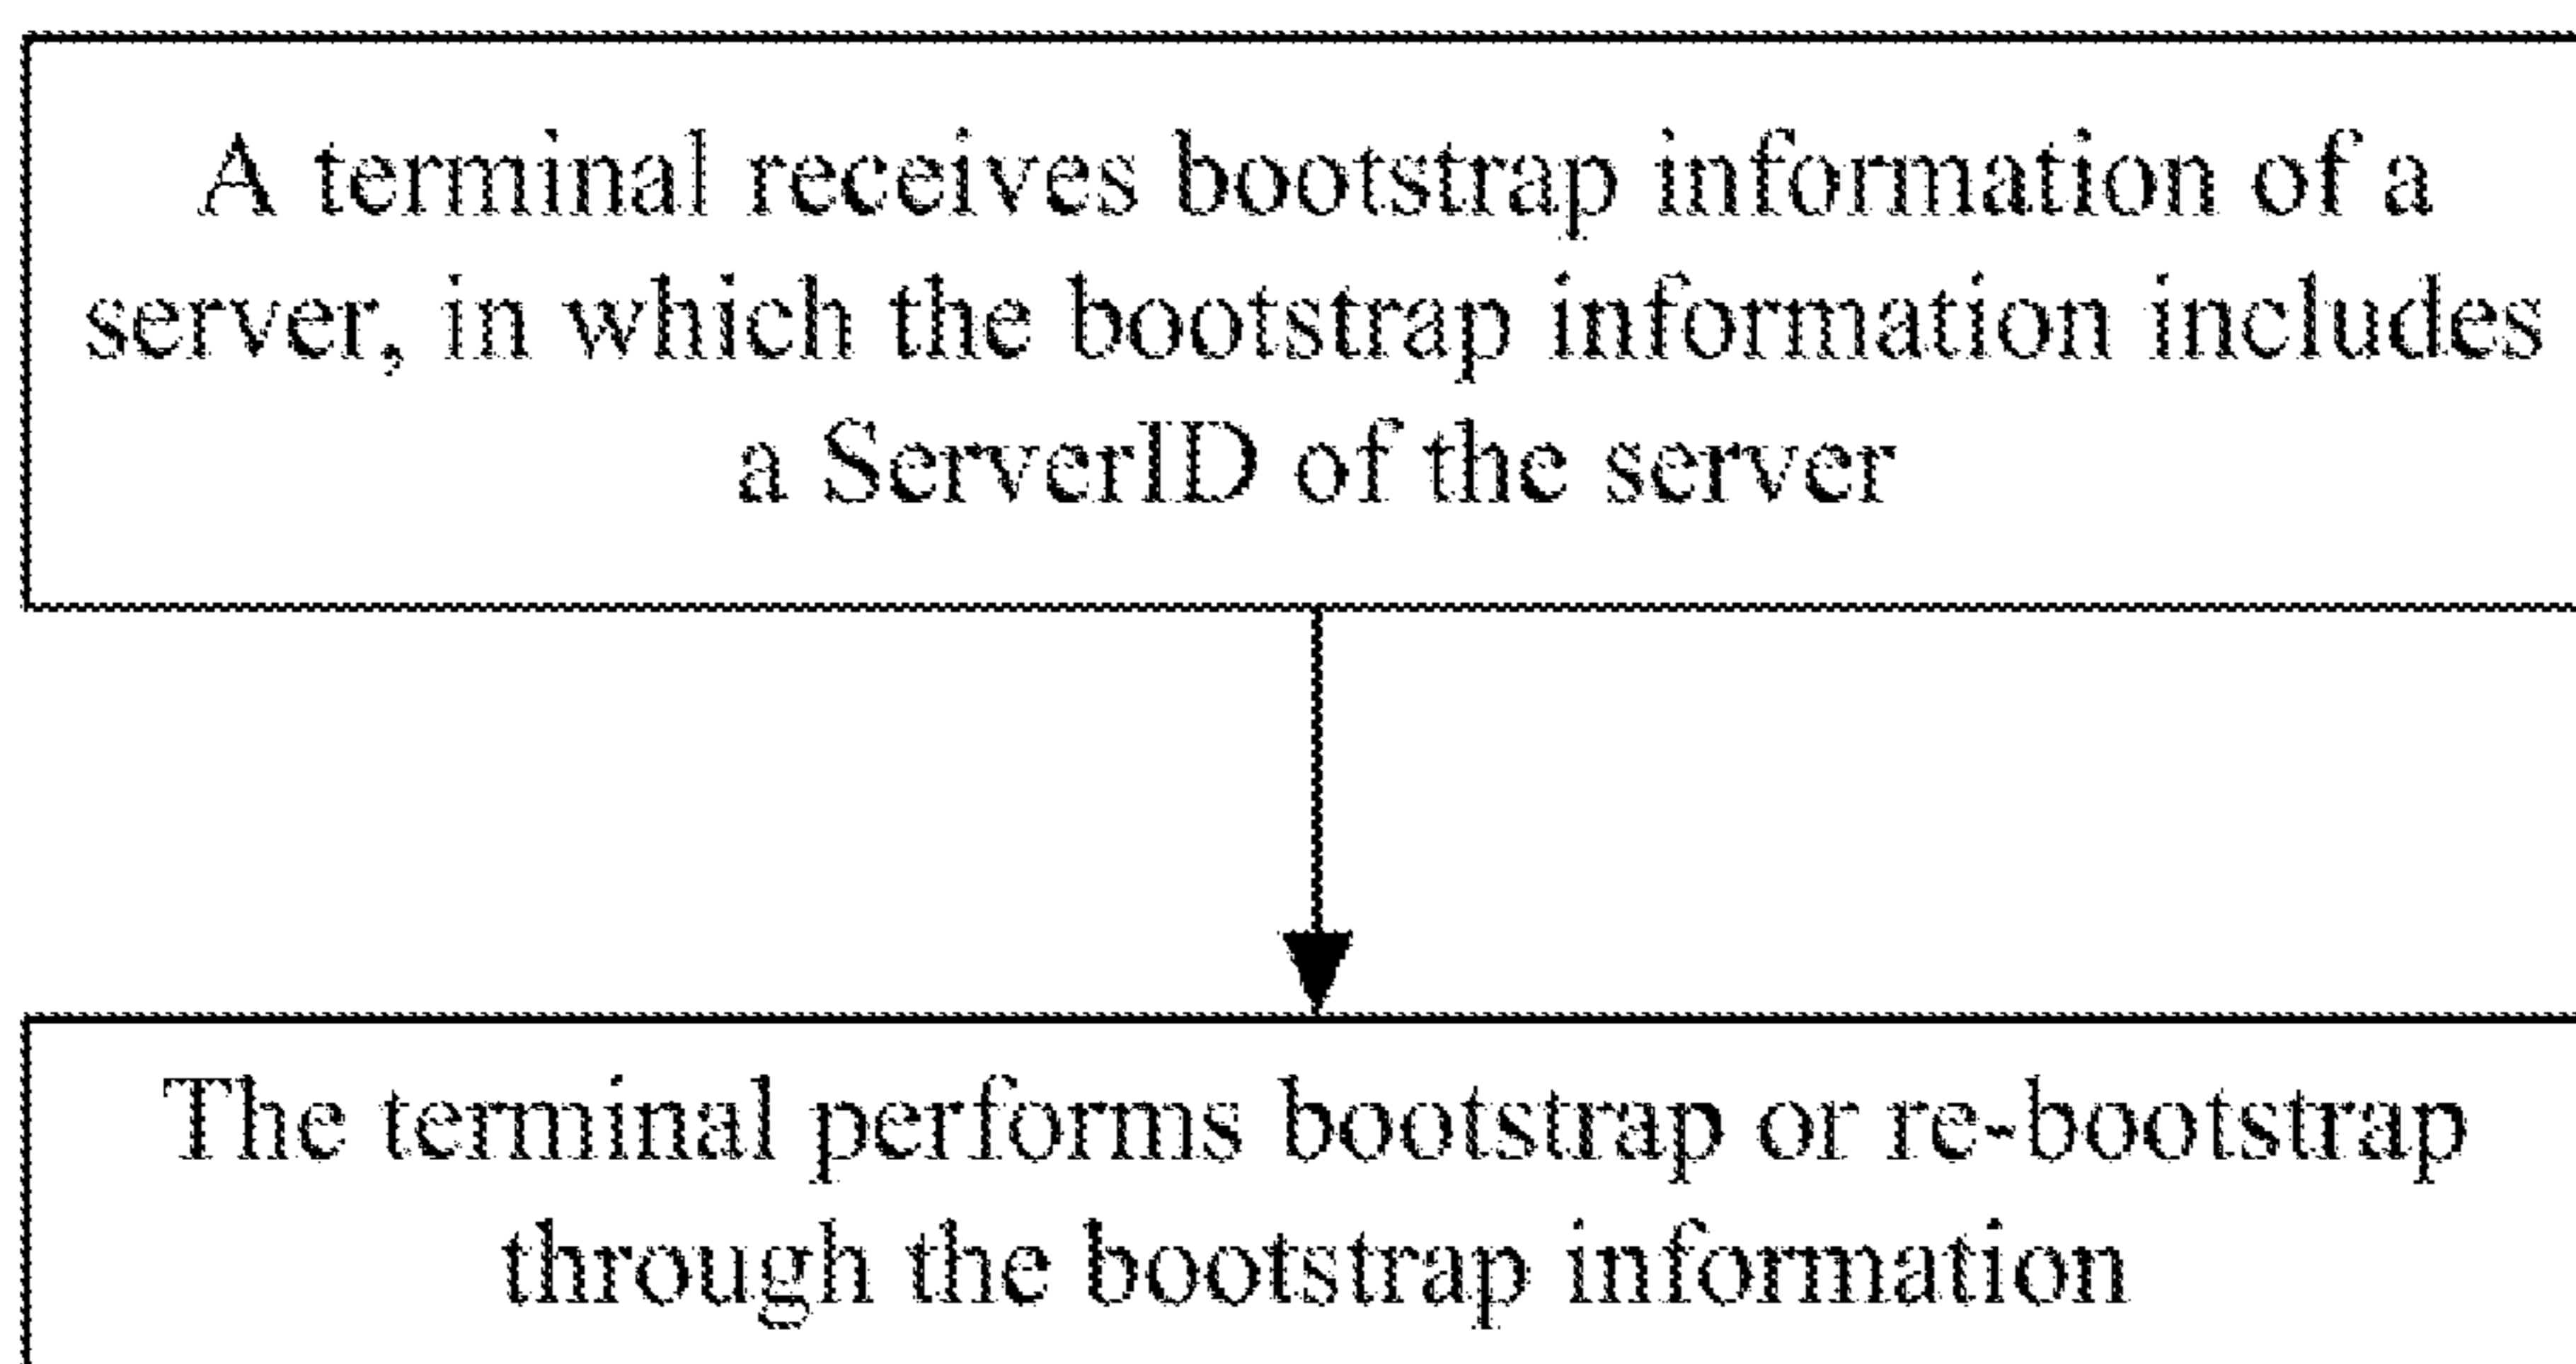 A terminal receives bootstrap information of a
server, in which the bootstrap information includes
a ServerID of the server
The terminal performs bootstrap or re-bootstrap
through the bootstrap information